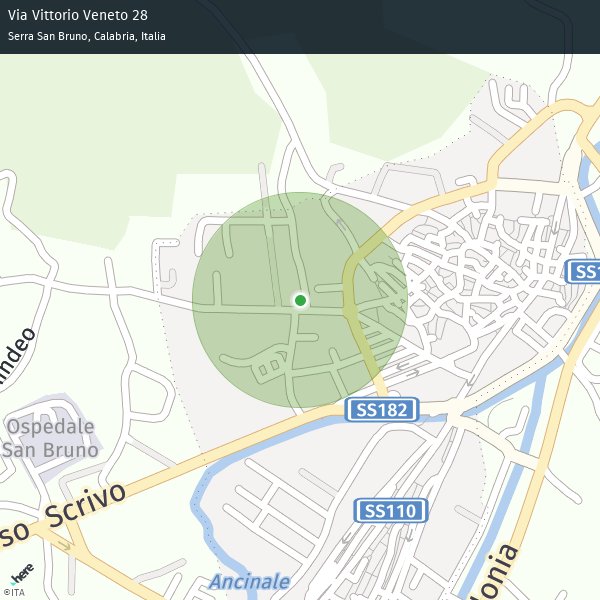 Via Vittorio Veneto 28
Serra San Bruno, Calabria, Italia
SS1
ndeo
Ospedale
San Bruno
SS182
so Scrivo
SS110
Ionia
Ancinale
here
©ITA